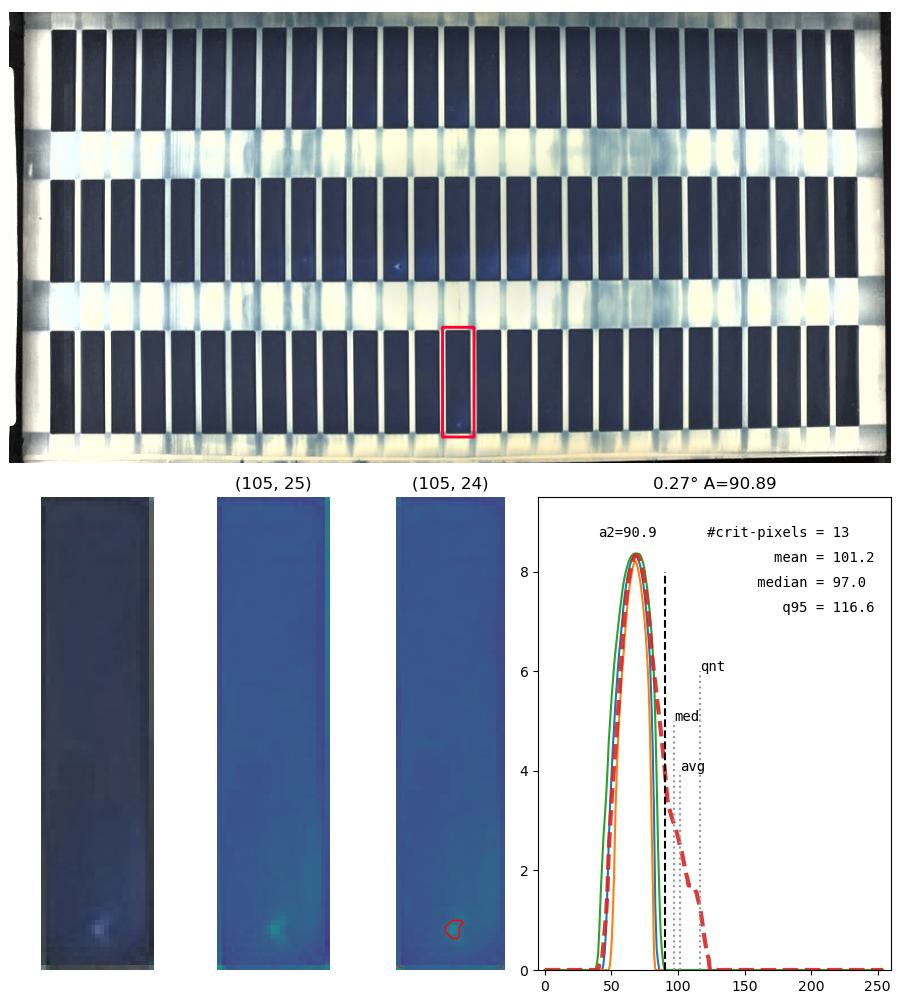 (105, 25)
(105, 24)
0.27° A=90.89
a2=90.9
#crit-pixels = 13
mean = 101.2
median = 97.0
q95 = 116.6
qnt
med
avg
8
6
4
2
0
0 50 100 150 200 250